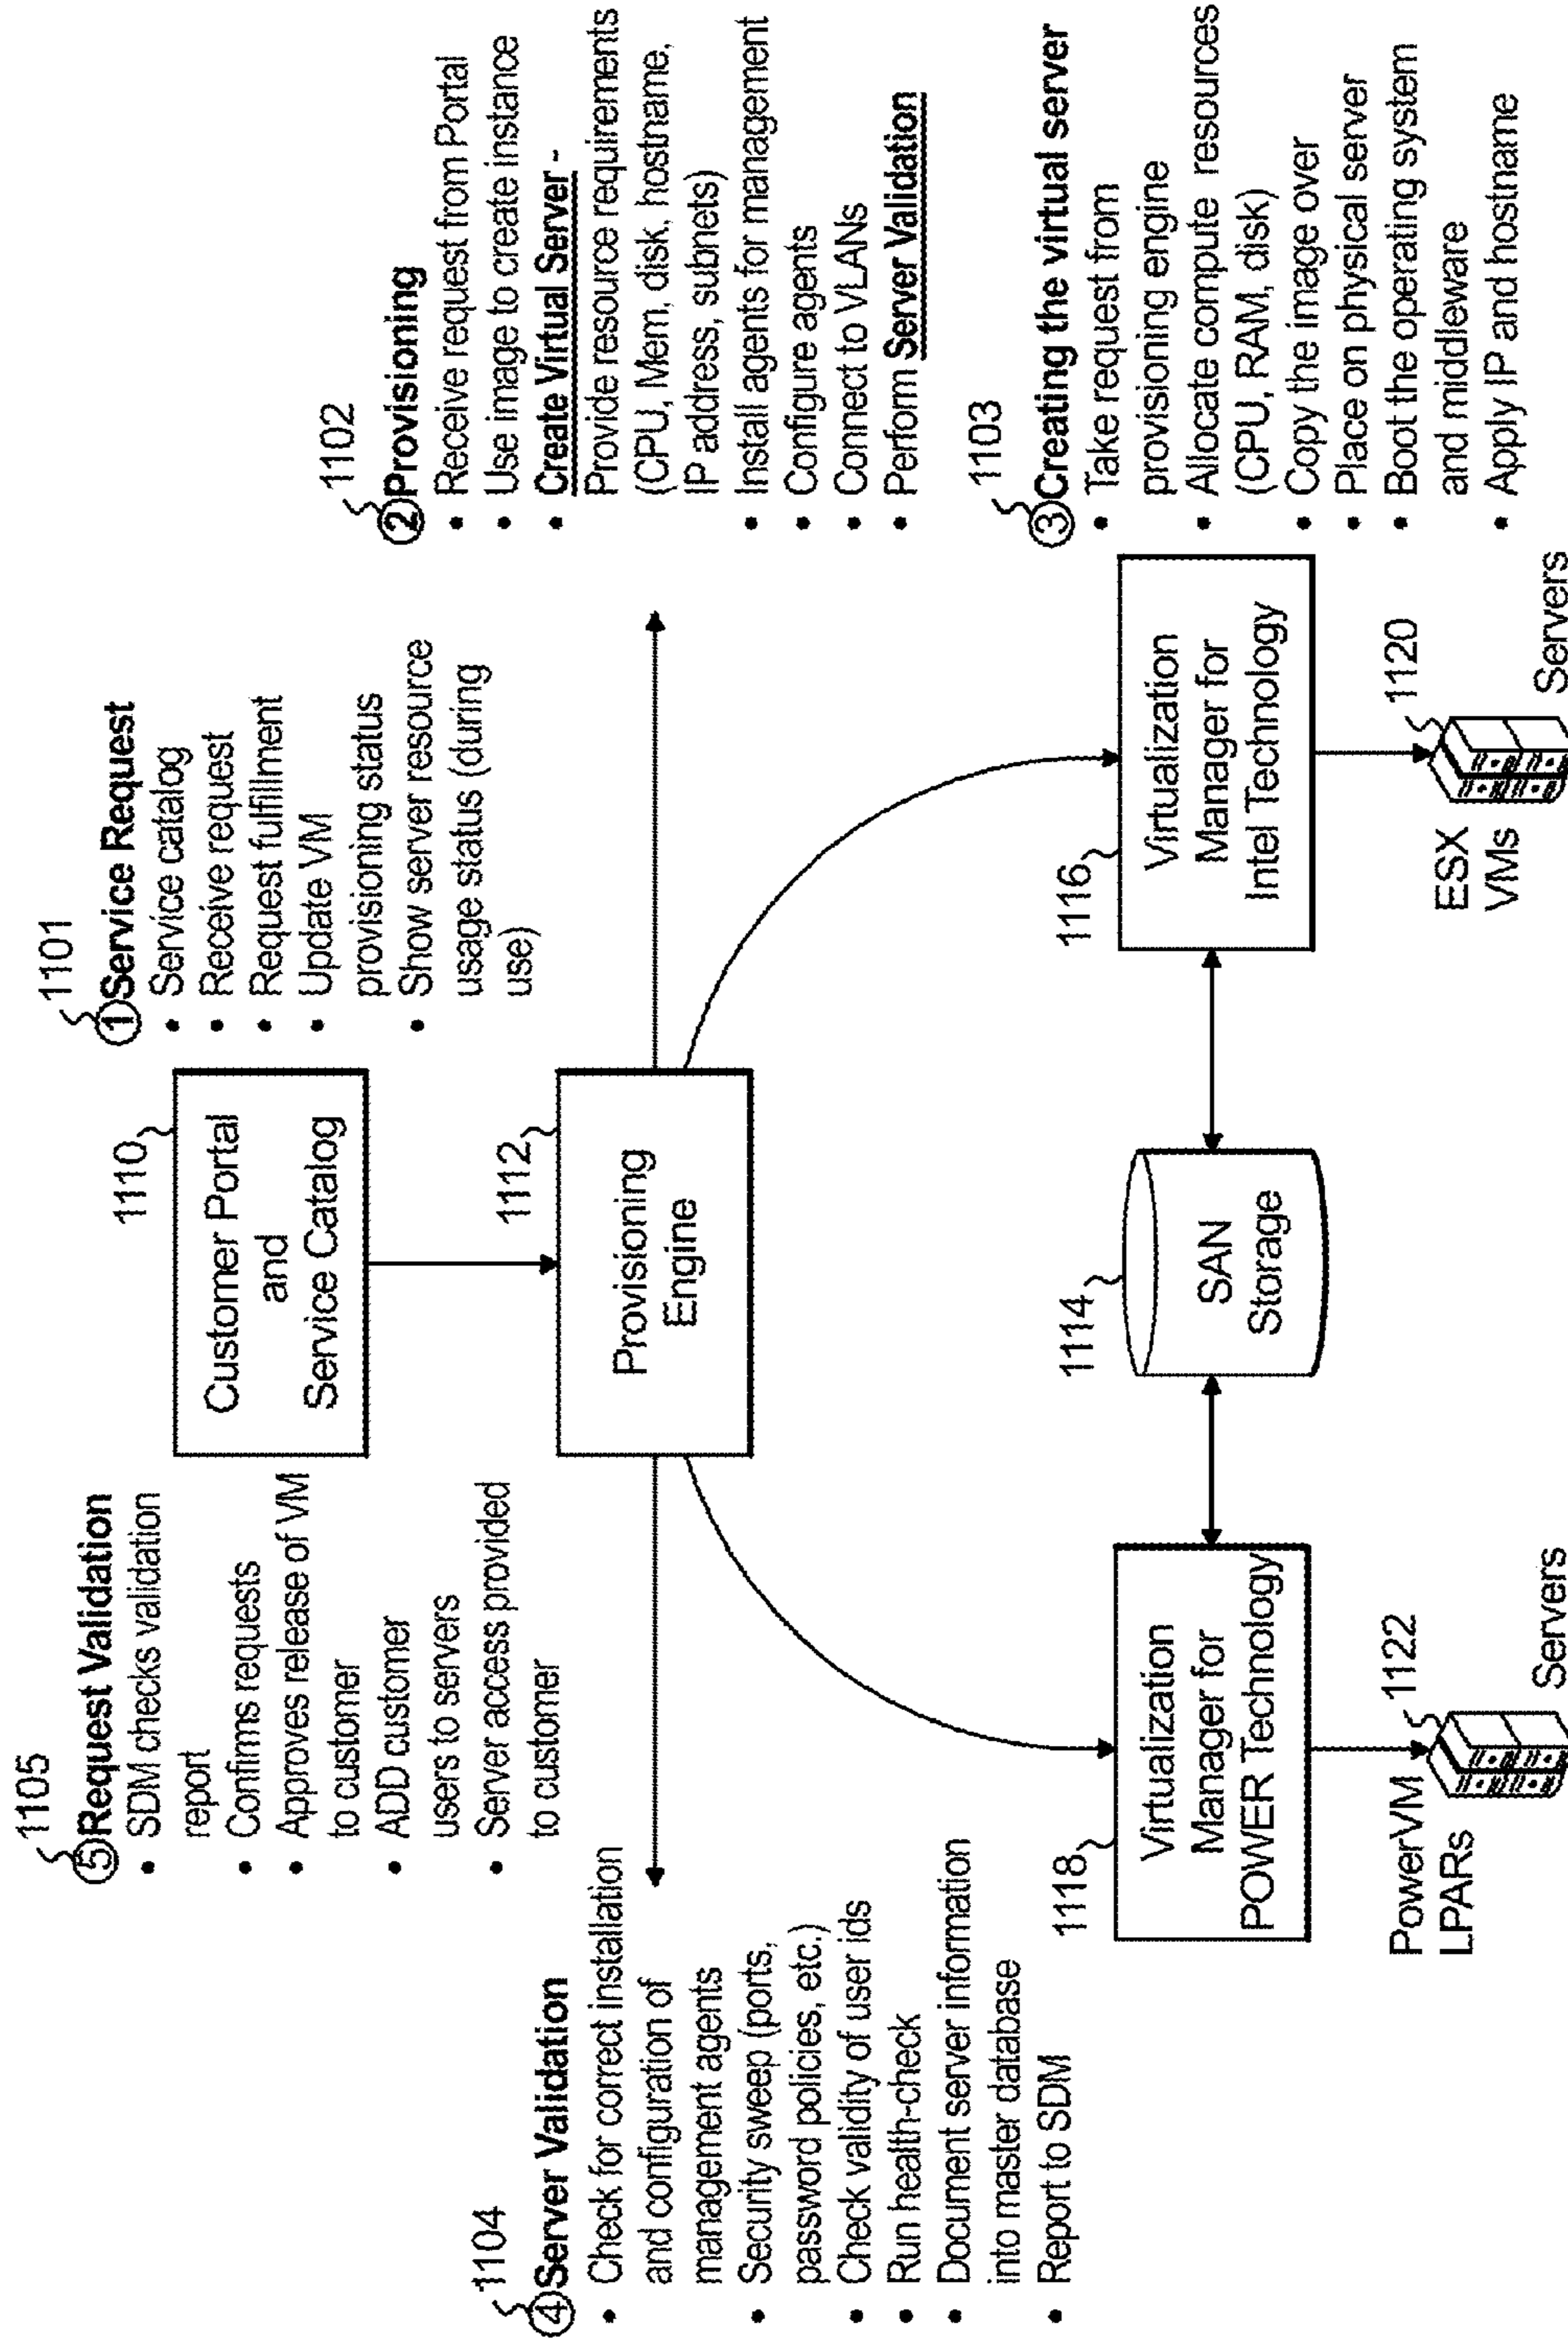 1105
⑤Request Validation
• SDM checks validation
report
• Confirms requests
• Approves release of VM
to customer
• ADD customer
users to servers
• Server access provided
to customer
1110
Customer Portal
and
Service Catalog
1101
①Service Request
• Service catalog
• Receive request
• Request fulfillment
• Update VM
provisioning status
• Show server resource
usage status (during
use)
1104
④Server Validation
• Check for correct installation
and configuration of
management agents
• Security sweep (ports,
password policies, etc.)
• Check validity of user ids
• Run health-check
• Document server information
into master database
• Report to SDM
1112
Provisioning
Engine
1102
②Provisioning
• Receive request from Portal
• Use image to create instance
• Create Virtual Server -
Provide resource requirements
(CPU, Mem, disk, hostname,
IP address, subnets)
• Install agents for management
• Configure agents
• Connect to VLANs
• Perform Server Validation
1118
Virtualization
Manager for
POWER Technology
1114
SAN
Storage
1116
Virtualization
Manager for
Intel Technology
1103
③Creating the virtual server
• Take request from
provisioning engine
• Allocate compute resources
(CPU, RAM, disk)
• Copy the image over
• Place on physical server
• Boot the operating system
and middleware
• Apply IP and hostname
PowerVM
LPARs
1122
Servers
ESX
VMs
1120
Servers